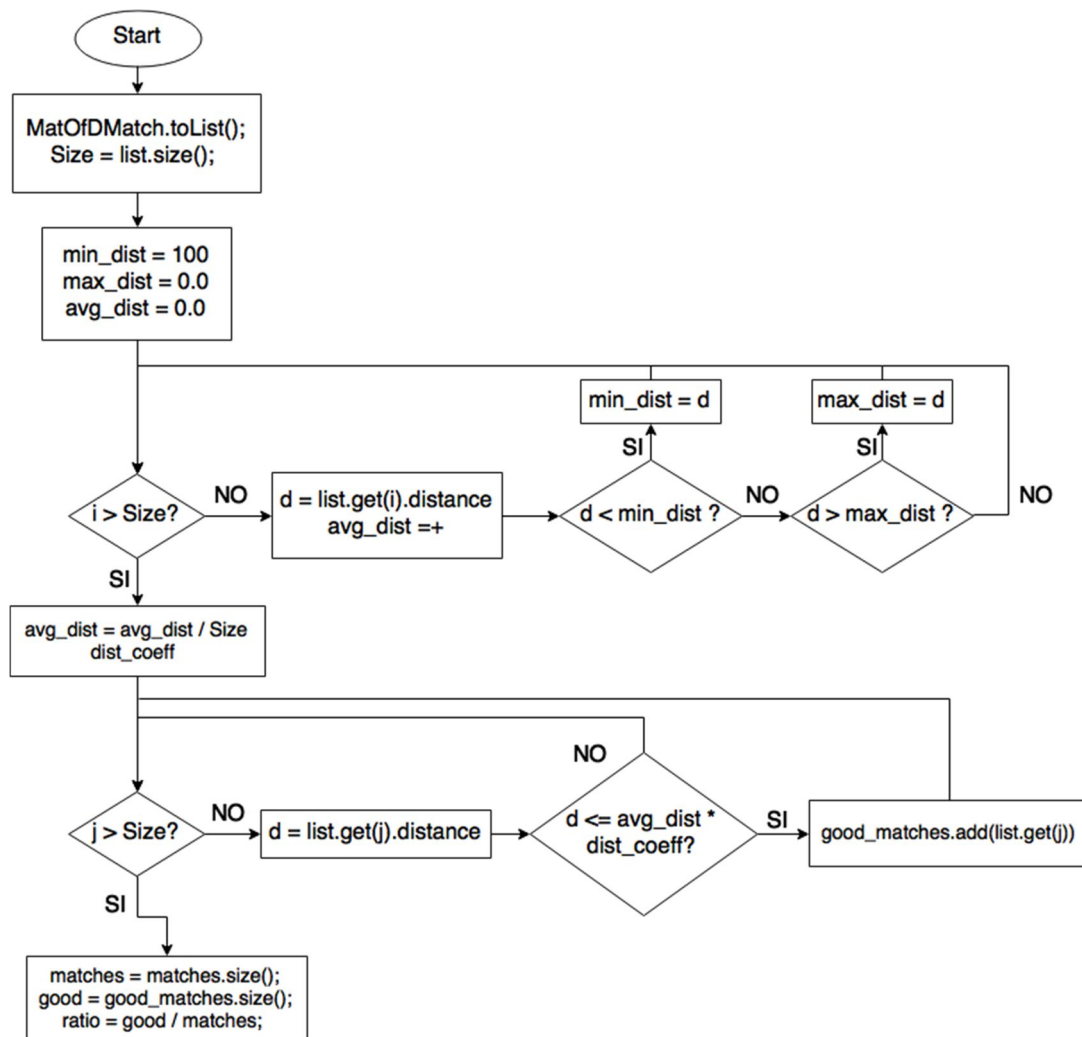 Start
MatOfDMatch.toList();
Size = list.size();
min_dist = 100
max_dist = 0.0
avg_dist = 0.0
min_dist = d
max_dist = d
SI
SI
i > Size?
NO
d = list.get(i).distance
avg_dist =+
d < min_dist ?
NO
d > max_dist ?
NO
SI
avg_dist = avg_dist / Size
dist_coeff
NO
j > Size?
NO
d = list.get(j).distance
d <= avg_dist *
dist_coeff?
SI
good_matches.add(list.get(j))
SI
matches = matches.size();
good = good_matches.size();
ratio = good / matches;